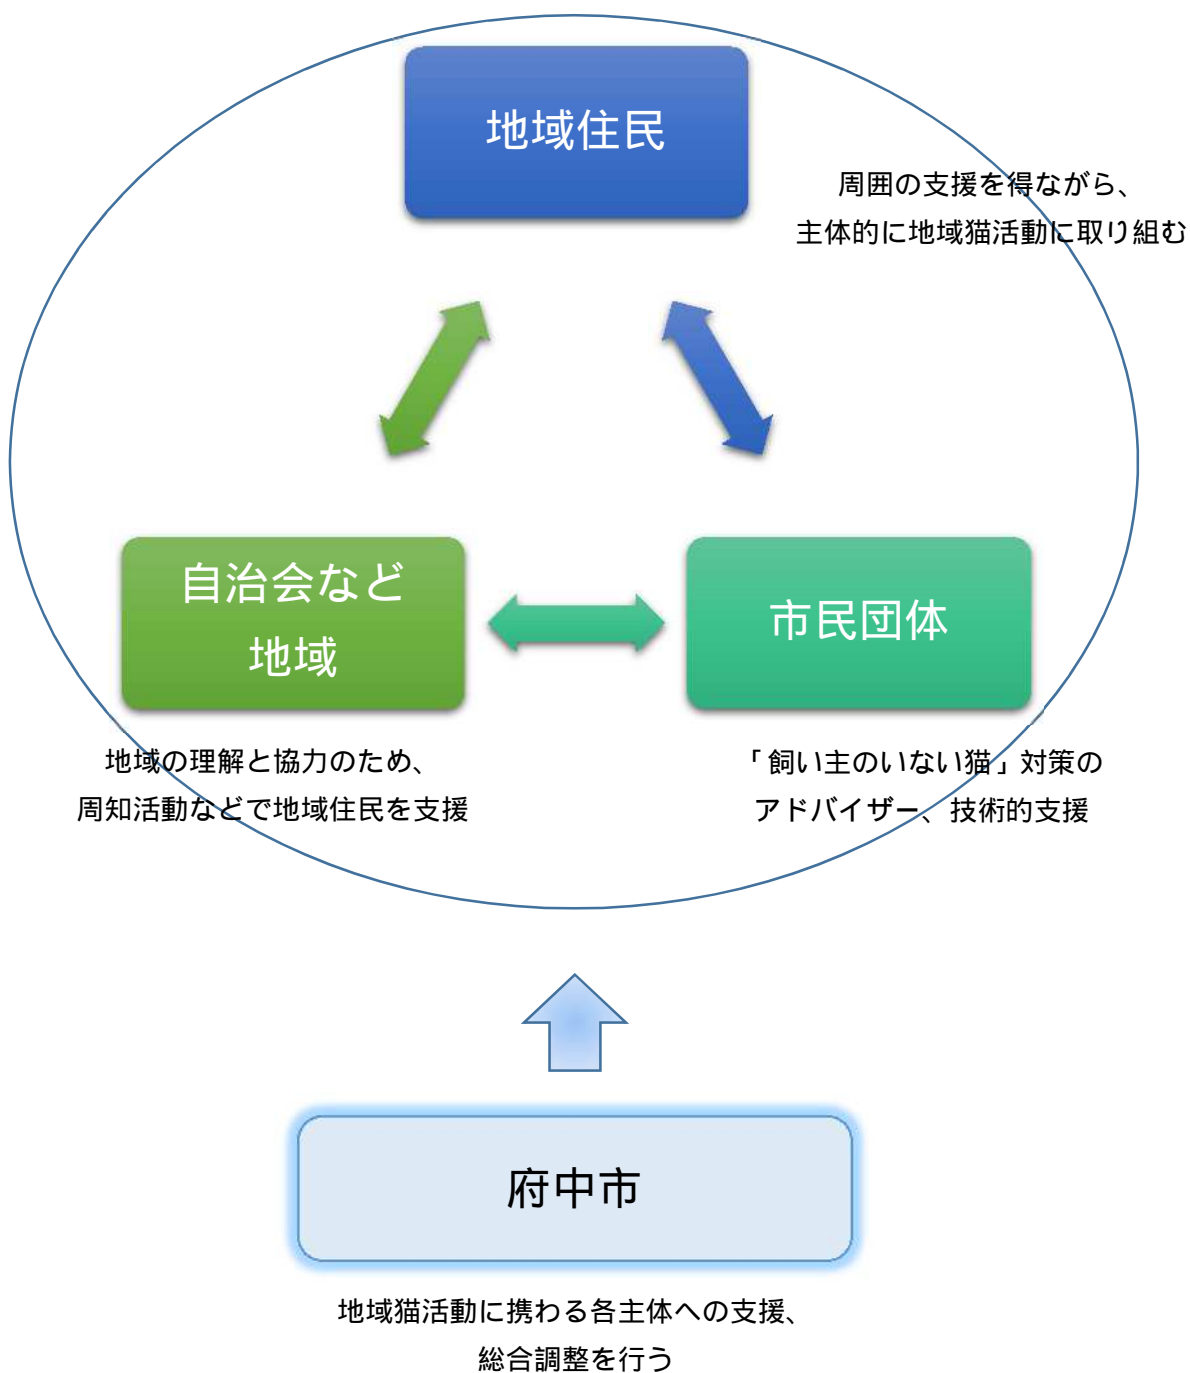 地域住民
周囲の支援を得ながら、
主体的に地域猫活動に取り組む
自治会など
地域
市民団体
地域の理解と協力のため、
周知活動などで地域住民を支援
「飼い主のいない猫」対策の
アドバイザー、技術的支援
府中市
地域猫活動に携わる各主体への支援、
総合調整を行う